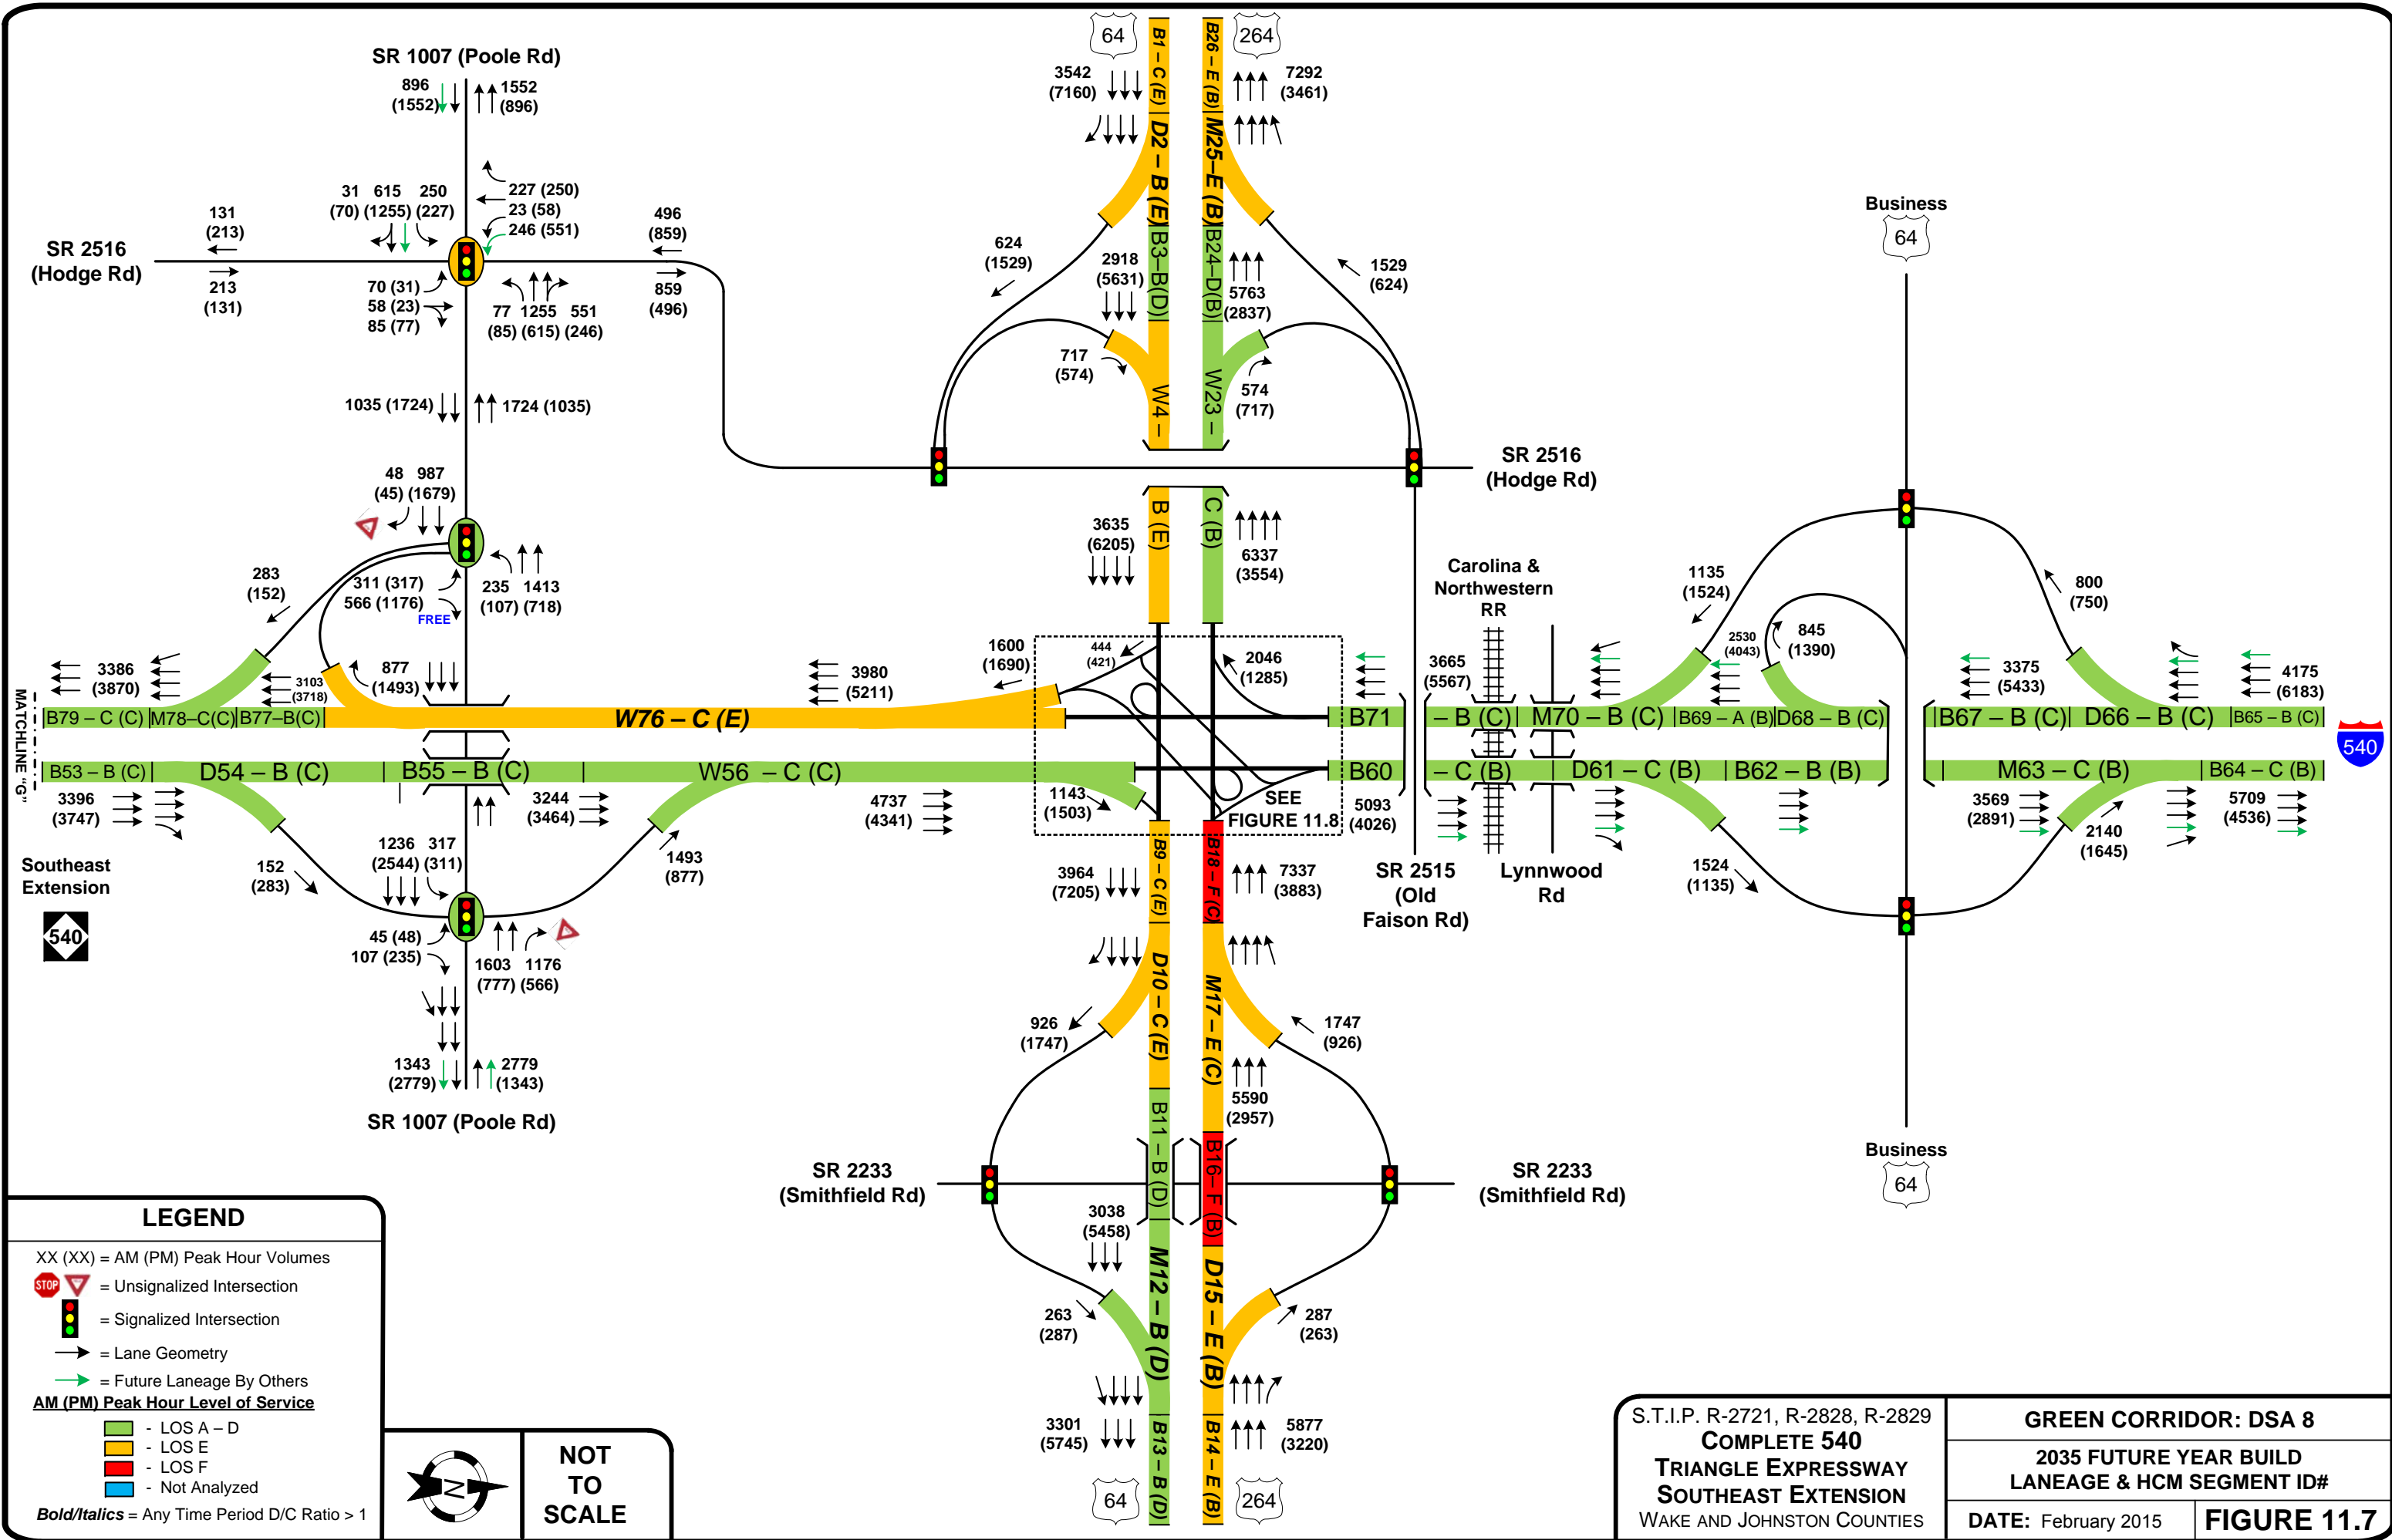 SR 1007 (Poole Rd)
896
(1552)
1552
(896)
31 615 250
(70) (1255) (227)
227 (250)
23 (58)
246 (551)
131
(213)
SR 2516
(Hodge Rd)
213
(131)
496
(859)
859
(496)
70 (31)
58 (23)
85 (77)
77 1255 551
(85) (615) (246)
1035 (1724)
1724 (1035)
48 987
(45) (1679)
283
(152)
311 (317)
566 (1176)
FREE
235 1413
(107) (718)
3386
(3870)
3103
(3718)
877
(1493)
3980
(5211)
1600
(1690)
444
(421)
2046
(1285)
MATCHLINE "G"
B79 – C (C)
M78–C(C)
B77–B(C)
W76 – C (E)
B53 – B (C)
D54 – B (C)
B55 – B (C)
W56 – C (C)
3396
(3747)
3244
(3464)
4737
(4341)
1143
(1503)
SEE
FIGURE 11.8
Southeast
Extension
540
152
(283)
1236 317
(2544) (311)
1493
(877)
45 (48)
107 (235)
1603 1176
(777) (566)
1343
(2779)
2779
(1343)
SR 1007 (Poole Rd)
64
264
3542
(7160)
7292
(3461)
B1 – C (E)
B26 – E (B)
D2 – B (E)
M25–E (B)
B3–B(D)
B24–D(B)
624
(1529)
2918
(5631)
5763
(2837)
1529
(624)
717
(574)
574
(717)
W4 –
W23 –
SR 2516
(Hodge Rd)
B (E)
C (B)
3635
(6205)
6337
(3554)
Carolina &
Northwestern
RR
3665
(5567)
B71
– B (C)
M70 – B (C)
B69 – A (B)
D68 – B (C)
B67 – B (C)
D66 – B (C)
B65 – B (C)
B60
– C (B)
D61 – C (B)
B62 – B (B)
M63 – C (B)
B64 – C (B)
5093
(4026)
SR 2515
(Old
Faison Rd)
Lynnwood
Rd
Business
64
1135
(1524)
2530
(4043)
845
(1390)
800
(750)
3375
(5433)
4175
(6183)
540
3569
(2891)
2140
(1645)
5709
(4536)
1524
(1135)
Business
64
3964
(7205)
7337
(3883)
B9 – C (E)
B18 – F (C)
D10 – C (E)
M17 – E (C)
926
(1747)
1747
(926)
5590
(2957)
B11 – B (D)
B16– F (B)
SR 2233
(Smithfield Rd)
SR 2233
(Smithfield Rd)
3038
(5458)
M12 – B (D)
D15 – E (B)
263
(287)
287
(263)
3301
(5745)
5877
(3220)
B13 – B (D)
B14 – E (B)
64
264
LEGEND
XX (XX) = AM (PM) Peak Hour Volumes
STOP = Unsignalized Intersection
= Signalized Intersection
= Lane Geometry
= Future Laneage By Others
AM (PM) Peak Hour Level of Service
- LOS A – D
- LOS E
- LOS F
- Not Analyzed
Bold/Italics = Any Time Period D/C Ratio > 1
N
NOT
TO
SCALE
S.T.I.P. R-2721, R-2828, R-2829
COMPLETE 540
TRIANGLE EXPRESSWAY
SOUTHEAST EXTENSION
WAKE AND JOHNSTON COUNTIES
GREEN CORRIDOR: DSA 8
2035 FUTURE YEAR BUILD
LANEAGE & HCM SEGMENT ID#
DATE: February 2015
FIGURE 11.7